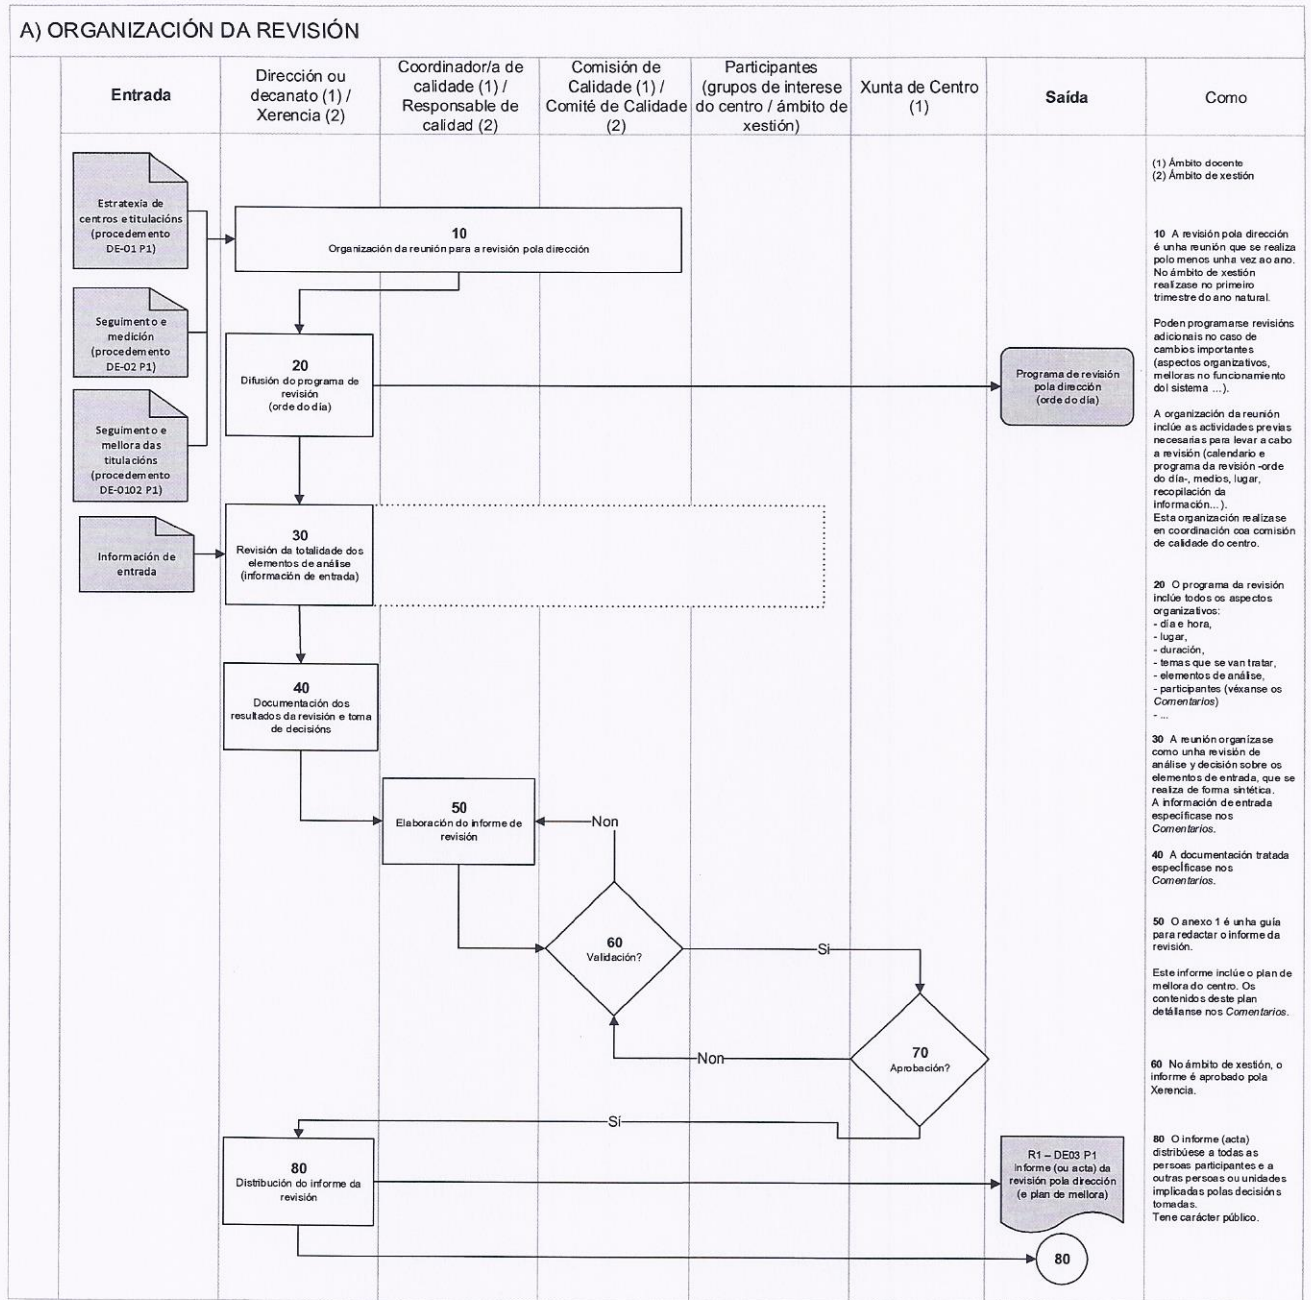 A) ORGANIZACIÓN DA REVISIÓN
Entrada
Dirección ou
decanato (1) /
Xerencia (2)
Coordinador/a de
calidade (1) /
Responsable de
calidad (2)
Comisión de
Calidade (1) /
Comité de Calidade
(2)
Participantes
(grupos de interese
do centro / ámbito de
xestión)
Xunta de Centro
(1)
Saída
Como
Estratexia de
centros e titulacións
(procedemento
DE-01 P1)
Seguimento e
medición
(procedemento
DE-02 P1)
Seguimento e
mellora das
titulacións
(procedemento
DE-0102 P1)
Información de
entrada
10
Organización da reunión para a revisión pola dirección
20
Difusión do programa de
revisión
(orde do día)
Programa de revisión
pola dirección
(orde do día)
30
Revisión da totalidade dos
elementos de análise
(información de entrada)
40
Documentación dos
resultados da revisión e toma
de decisións
50
Elaboración do informe de
revisión
Non
60
Validación?
Si
70
Aprobación?
Non
Sí
80
Distribución do informe da
revisión
R1 – DE03 P1
Informe (ou acta) da
revisión pola dirección
(e plan de mellora)
80
(1) Ámbito docente
(2) Ámbito de xestión
10 A revisión pola dirección
é unha reunión que se realiza
polo menos unha vez ao ano.
No ámbito de xestión
realízase no primeiro
trimestre do ano natural.
Poden programarse revisións
adicionais no caso de
cambios importantes
(aspectos organizativos,
melloras no funcionamento
dol sistema ...).
A organización da reunión
inclúe as actividades previas
necesarias para levar a cabo
a revisión (calendario e
programa da revisión -orde
do día-, medios, lugar,
recopilación da
información...).
Esta organización realízase
en coordinación coa comisión
de calidade do centro.
20 O programa da revisión
inclúe todos os aspectos
organizativos:
- día e hora,
- lugar,
- duración,
- temas que se van tratar,
- elementos de análise,
- participantes (véxanse os
Comentarios)
- ...
30 A reunión organízase
como unha revisión de
análise y decisión sobre os
elementos de entrada, que se
realiza de forma sintética.
A información de entrada
especifícase nos
Comentarios.
40 A documentación tratada
especifícase nos
Comentarios.
50 O anexo 1 é unha guía
para redactar o informe da
revisión.
Este informe inclúe o plan de
mellora do centro. Os
contenidos deste plan
detállanse nos Comentarios.
60 No ámbito de xestión, o
informe é aprobado pola
Xerencia.
80 O informe (acta)
distribúese a todas as
persoas participantes e a
outras persoas ou unidades
implicadas polas decisións
tomadas.
Tene carácter público.